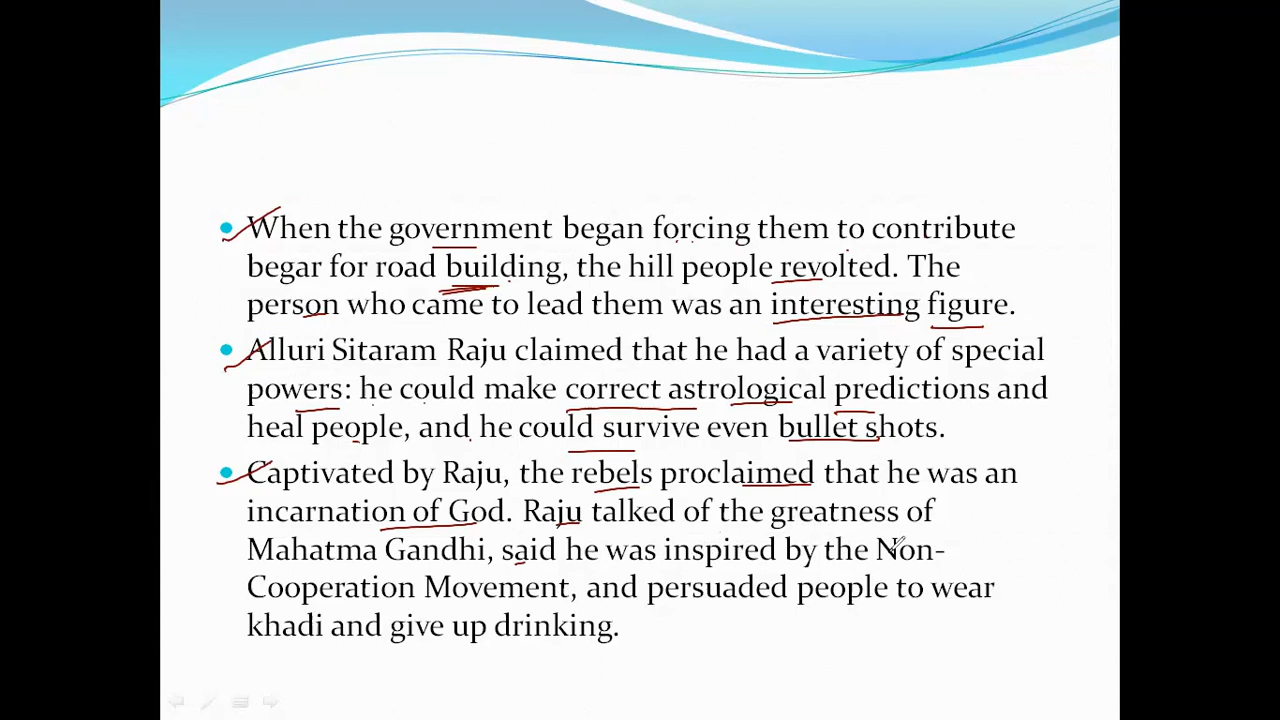 When the government began forcing them to contribute
begar for road building, the hill people revolted. The
person who came to lead them was an interesting figure.
Alluri Sitaram Raju claimed that he had a variety of special
powers: he could make correct astrological predictions and
heal people, and he could survive even bullet shots.
Captivated by Raju, the rebels proclaimed that he was an
incarnation of God. Raju talked of the greatness of
Mahatma Gandhi, said he was inspired by the Non-
Cooperation Movement, and persuaded people to wear
khadi and give up drinking.